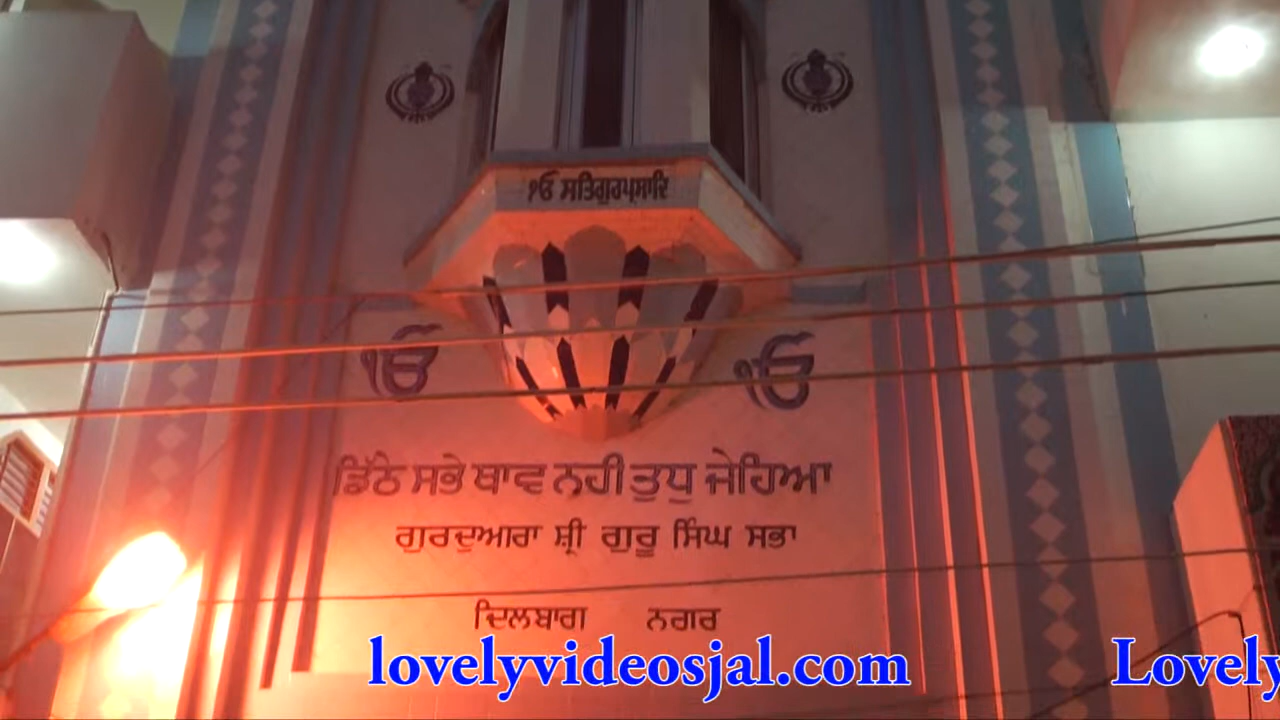 ੴ ਸਤਿਗੁਰਪ੍ਰਸਾਦਿ
ੴ ੴ
ਡਿੱਠੇ ਸਭੇ ਥਾਵ ਨਹੀ ਤੁਧੁ ਜੇਹਿਆ
ਗੁਰਦੁਆਰਾ ਸ਼੍ਰੀ ਗੁਰੂ ਸਿੰਘ ਸਭਾ
ਦਿਲਬਾਗ ਨਗਰ
lovelyvideosjal.com Lovely